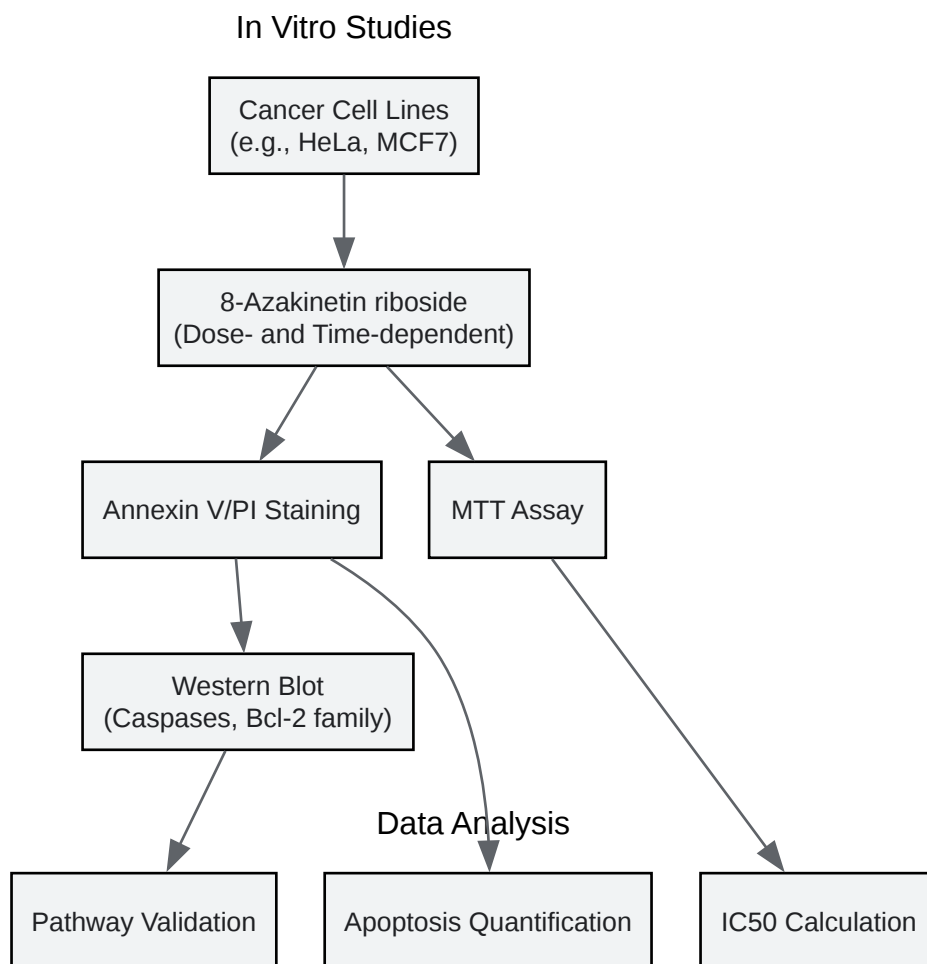 In Vitro Studies
Cancer Cell Lines
(e.g., HeLa, MCF7)
8-Azakinetin riboside
(Dose- and Time-dependent)
Annexin V/PI Staining
MTT Assay
Western Blot
(Caspases, Bcl-2 family)
Data Analysis
Pathway Validation
Apoptosis Quantification
IC50 Calculation